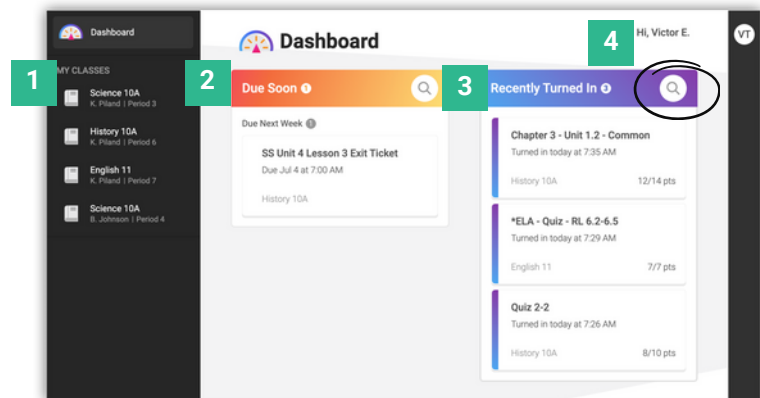 Dashboard
MY CLASSES
1
Science 10A
K. Piland | Period 3
History 10A
K. Piland | Period 6
English 11
K. Piland | Period 7
Science 10A
B. Johnson | Period 4
Dashboard
4
Hi, Victor E.
VT
2
Due Soon 1
Due Next Week 1
SS Unit 4 Lesson 3 Exit Ticket
Due Jul 4 at 7:00 AM
History 10A
3
Recently Turned In 3
Chapter 3 - Unit 1.2 - Common
Turned in today at 7:35 AM
History 10A 12/14 pts
*ELA - Quiz - RL 6.2-6.5
Turned in today at 7:29 AM
English 11 7/7 pts
Quiz 2-2
Turned in today at 7:26 AM
History 10A 8/10 pts